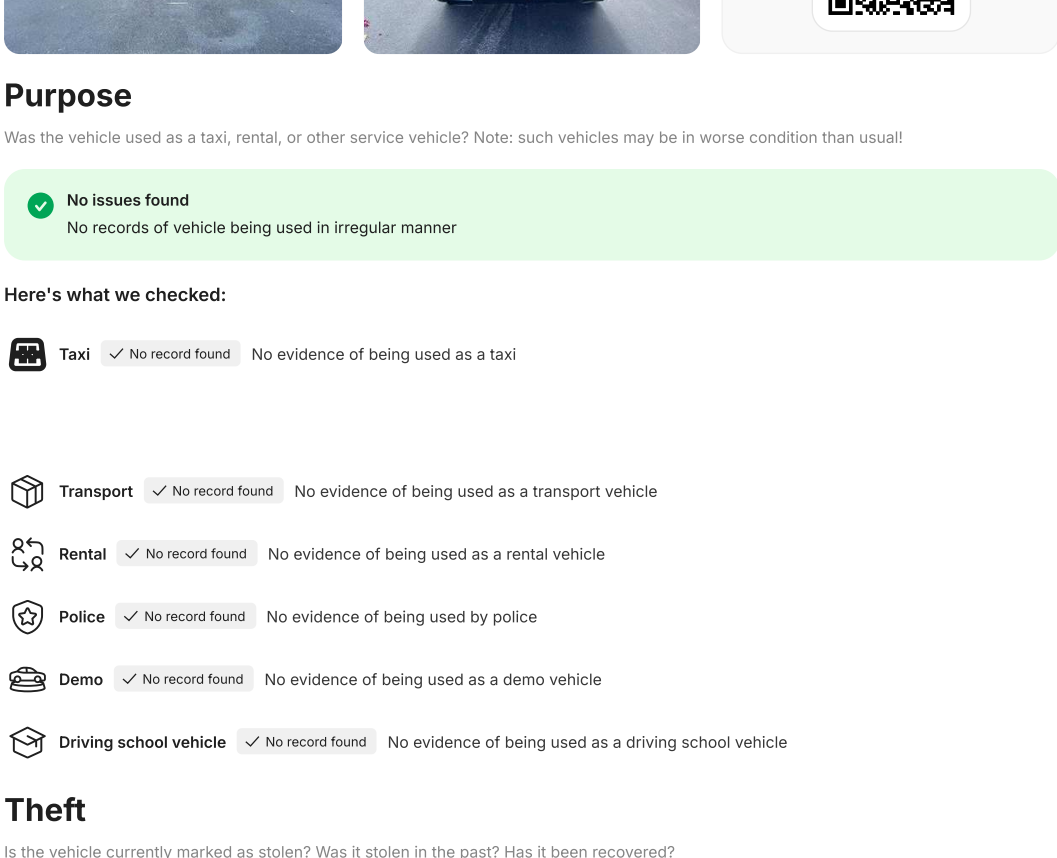 Purpose
Was the vehicle used as a taxi, rental, or other service vehicle? Note: such vehicles may be in worse condition than usual!
No issues found
No records of vehicle being used in irregular manner
Here's what we checked:
Taxi No record found No evidence of being used as a taxi
Transport No record found No evidence of being used as a transport vehicle
Rental No record found No evidence of being used as a rental vehicle
Police No record found No evidence of being used by police
Demo No record found No evidence of being used as a demo vehicle
Driving school vehicle No record found No evidence of being used as a driving school vehicle
Theft
Is the vehicle currently marked as stolen? Was it stolen in the past? Has it been recovered?